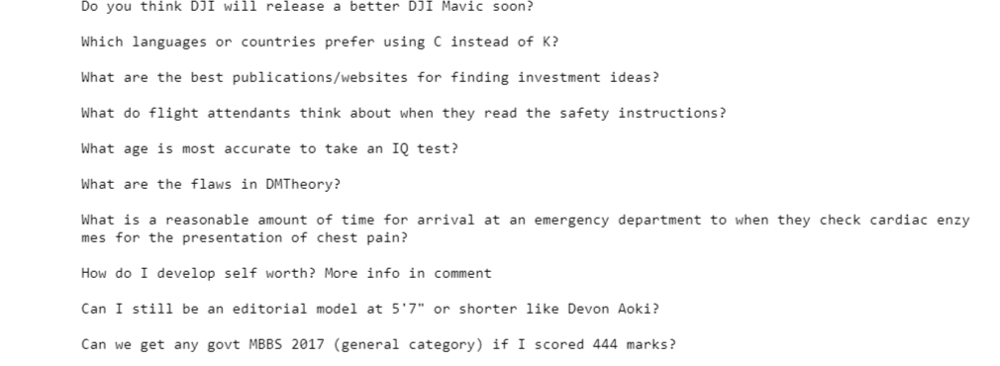 Do you think DJI will release a better DJI Mavic soon?
Which languages or countries prefer using C instead of K?
What are the best publications/websites for finding investment ideas?
What do flight attendants think about when they read the safety instructions?
What age is most accurate to take an IQ test?
What are the flaws in DMTheory?
What is a reasonable amount of time for arrival at an emergency department to when they check cardiac enzy
mes for the presentation of chest pain?
How do I develop self worth? More info in comment
Can I still be an editorial model at 5'7" or shorter like Devon Aoki?
Can we get any govt MBBS 2017 (general category) if I scored 444 marks?